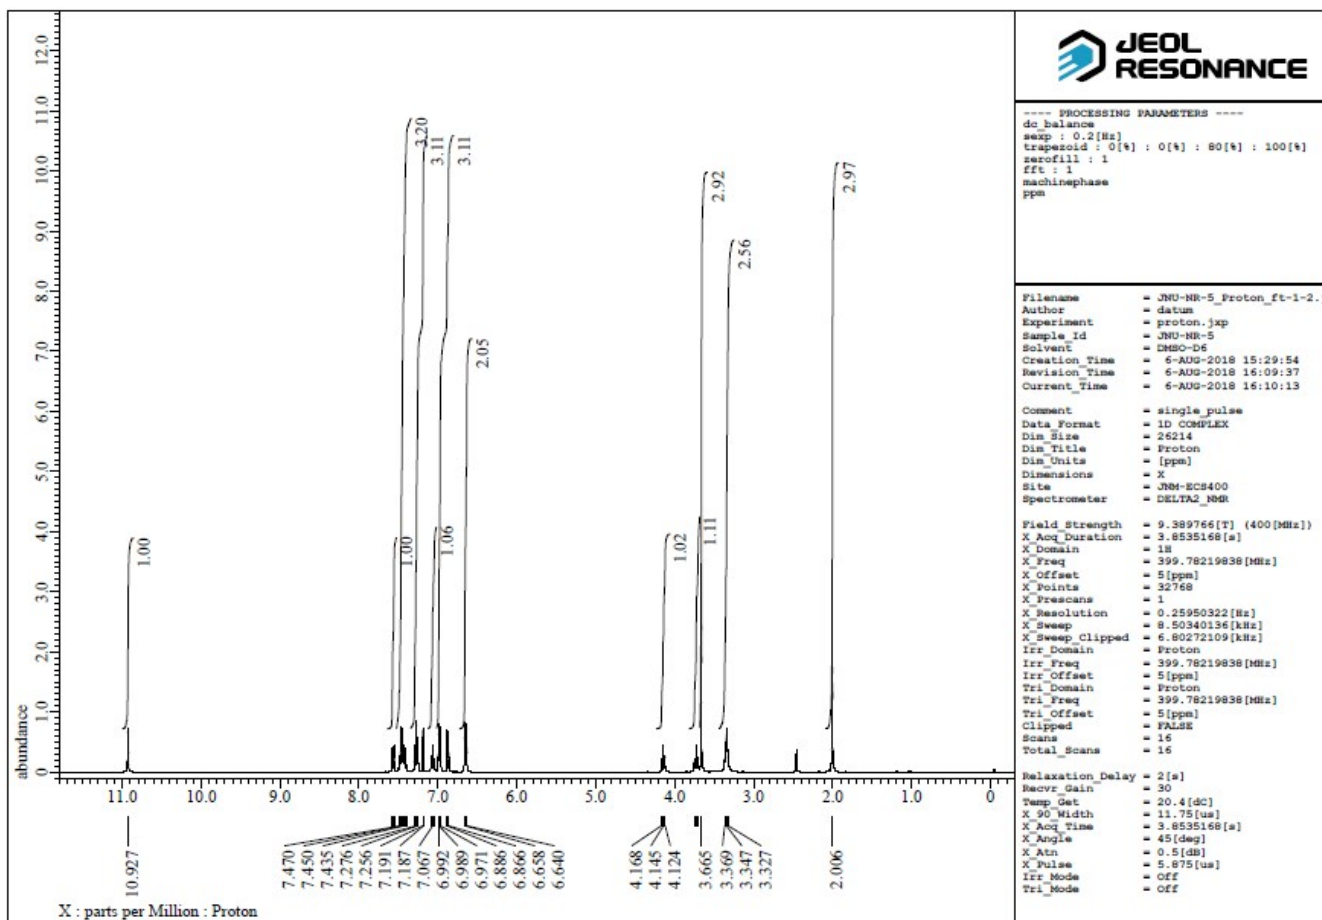 JEOL
RESONANCE
---- PROCESSING PARAMETERS ----
dc_balance
sexp : 0.2[Hz]
trapezoid : 0[%] : 0[%] : 80[%] : 100[%]
zerofill : 1
fft : 1
machinephase
ppm
Filename = JNU-NR-5_Proton_ft-1-2.
Author = datum
Experiment = proton.jxp
Sample_Id = JNU-NR-5
Solvent = DMSO-D6
Creation_Time = 6-AUG-2018 15:29:54
Revision_Time = 6-AUG-2018 16:09:37
Current_Time = 6-AUG-2018 16:10:13
Comment = single_pulse
Data_Format = 1D COMPLEX
Dim_Size = 26214
Dim_Title = Proton
Dim_Units = [ppm]
Dimensions = X
Site = JNM-ECS400
Spectrometer = DELTA2_NMR
Field_Strength = 9.389766[T] (400[MHz])
X_Acq_Duration = 3.8535168[s]
X_Domain = 1H
X_Freq = 399.78219838[MHz]
X_Offset = 5[ppm]
X_Points = 32768
X_Prescans = 1
X_Resolution = 0.25950322[Hz]
X_Sweep = 8.50340136[kHz]
X_Sweep_Clipped = 6.80272109[kHz]
Irr_Domain = Proton
Irr_Freq = 399.78219838[MHz]
Irr_Offset = 5[ppm]
Tri_Domain = Proton
Tri_Freq = 399.78219838[MHz]
Tri_Offset = 5[ppm]
Clipped = FALSE
Scans = 16
Total_Scans = 16
Relaxation_Delay = 2[s]
Recvr_Gain = 30
Temp_Get = 20.4[dC]
X_90_Width = 11.75[us]
X_Acq_Time = 3.8535168[s]
X_Angle = 45[deg]
X_Atn = 0.5[dB]
X_Pulse = 5.875[us]
Irr_Mode = Off
Tri_Mode = Off
abundance
12.0
11.0
10.0
9.0
8.0
7.0
6.0
5.0
4.0
3.0
2.0
1.0
0
1.00
1.00
3.20
3.11
1.06
3.11
2.05
1.02
1.11
2.92
2.56
2.97
11.0 10.0 9.0 8.0 7.0 6.0 5.0 4.0 3.0 2.0 1.0 0
10.927
7.470
7.450
7.435
7.276
7.256
7.191
7.187
7.067
6.992
6.989
6.971
6.886
6.866
6.658
6.640
4.168
4.145
4.124
3.665
3.369
3.347
3.327
2.006
X : parts per Million : Proton